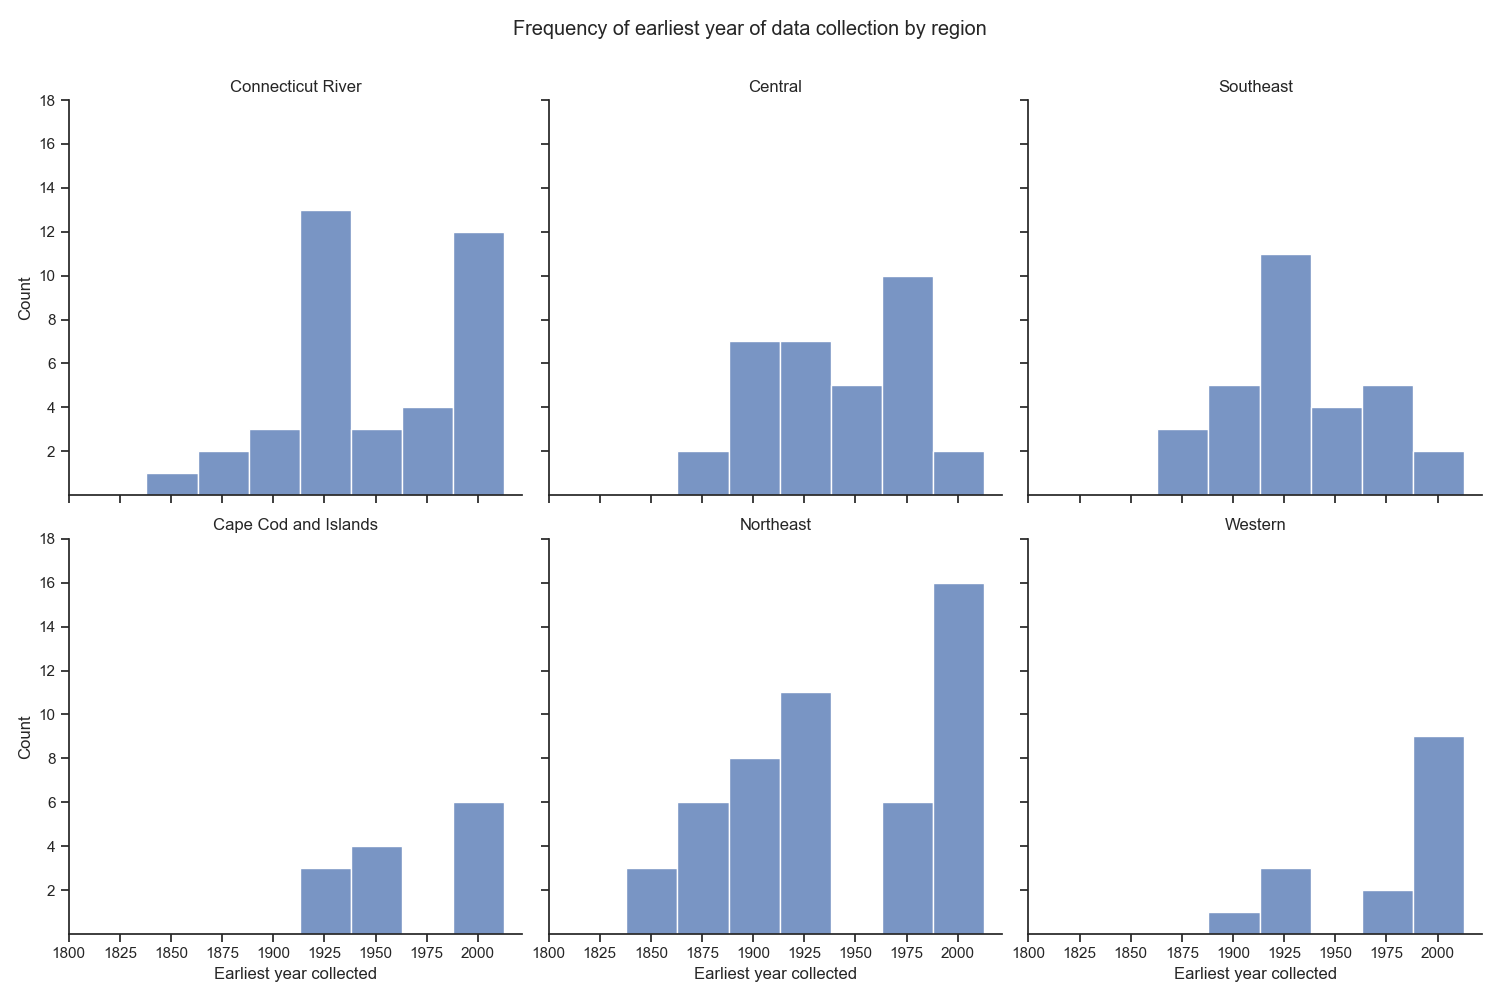 Frequency of earliest year of data collection by region
Connecticut River
Central
Southeast
18
16
14
12
10
8
6
4
2
Count
Cape Cod and Islands
Northeast
Western
18
16
14
12
10
8
6
4
2
Count
1800 1825 1850 1875 1900 1925 1950 1975 2000
1800 1825 1850 1875 1900 1925 1950 1975 2000
1800 1825 1850 1875 1900 1925 1950 1975 2000
Earliest year collected
Earliest year collected
Earliest year collected